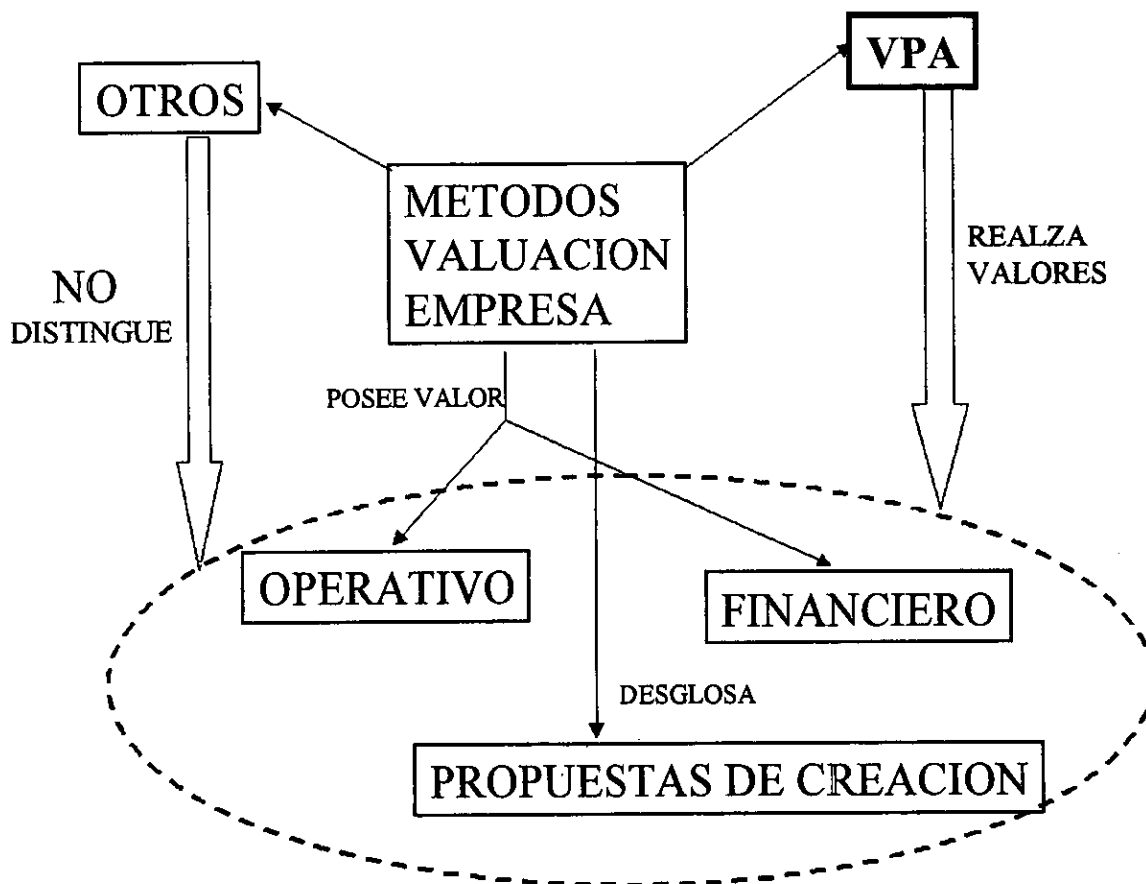 VPA
OTROS
METODOS
VALUACION
EMPRESA
REALZA
VALORES
NO
DISTINGUE
POSEE VALOR
OPERATIVO
FINANCIERO
DESGLOSA
PROPUESTAS DE CREACION